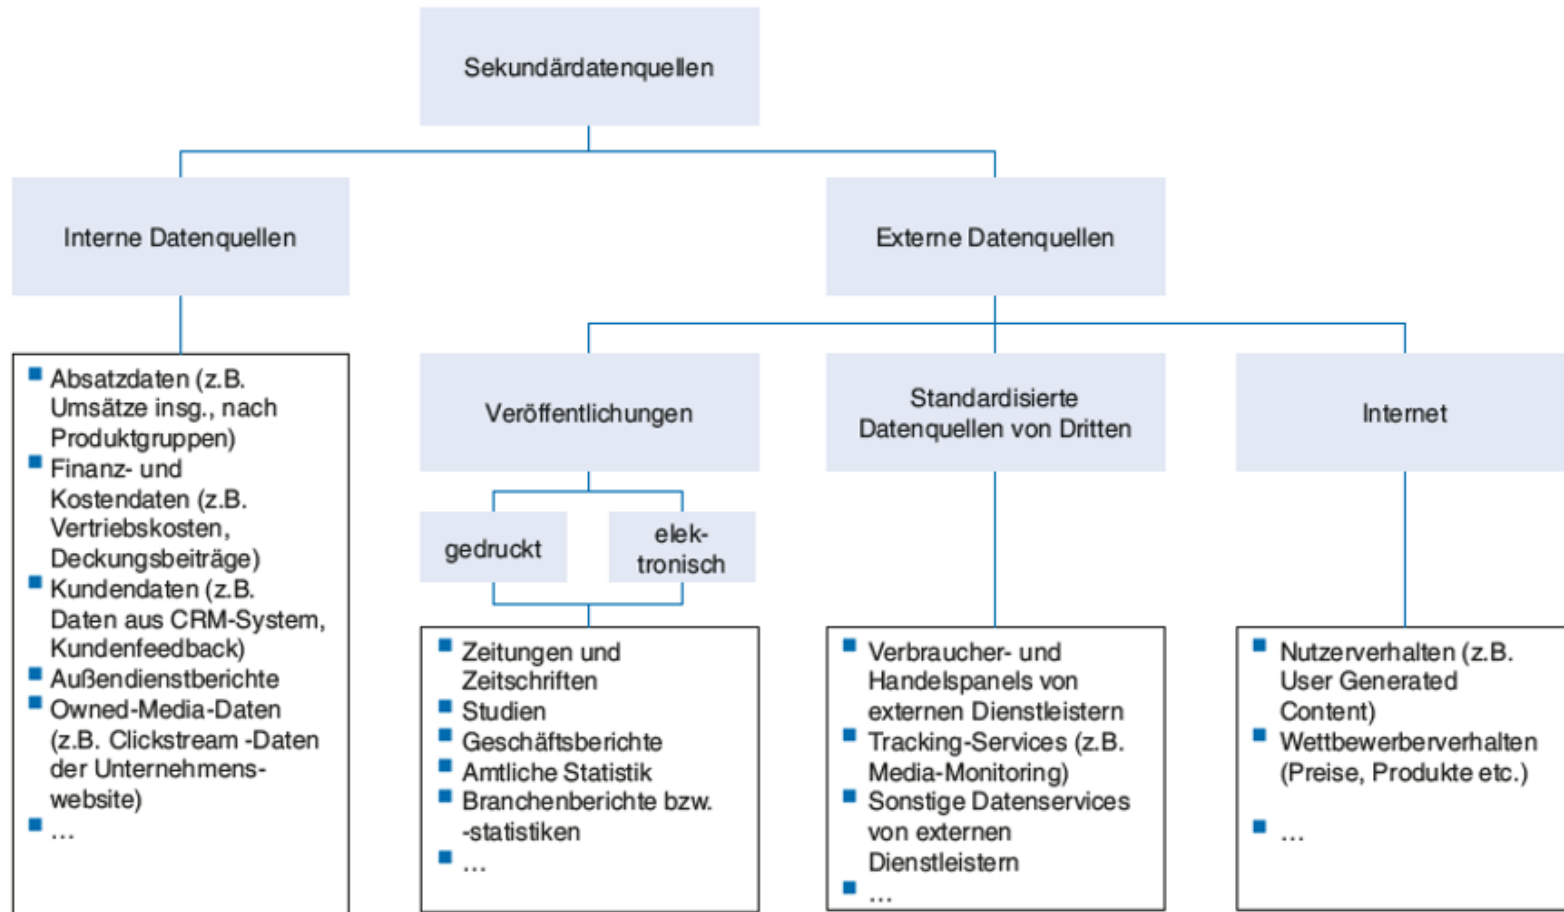 Sekundärdatenquellen
Interne Datenquellen
Externe Datenquellen
Absatzdaten (z.B.
Umsätze insg., nach
Produktgruppen)
Finanz- und
Kostendaten (z.B.
Vertriebskosten,
Deckungsbeiträge)
Kundendaten (z.B.
Daten aus CRM-System,
Kundenfeedback)
Außendienstberichte
Owned-Media-Daten
(z.B. Clickstream -Daten
der Unternehmens-
website)
…
Veröffentlichungen
gedruckt
elek-
tronisch
Zeitungen und
Zeitschriften
Studien
Geschäftsberichte
Amtliche Statistik
Branchenberichte bzw.
-statistiken
…
Standardisierte
Datenquellen von Dritten
Verbraucher- und
Handelspanels von
externen Dienstleistern
Tracking-Services (z.B.
Media-Monitoring)
Sonstige Datenservices
von externen
Dienstleistern
…
Internet
Nutzerverhalten (z.B.
User Generated
Content)
Wettbewerberverhalten
(Preise, Produkte etc.)
…